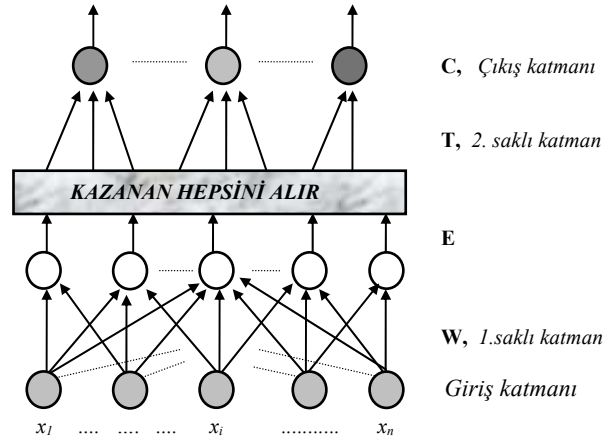 C, Çıkış katmanı
T, 2. saklı katman
KAZANAN HEPSİNİ ALIR
E
W, 1.saklı katman
Giriş katmanı
x1 .... .... .... xi ........... xn